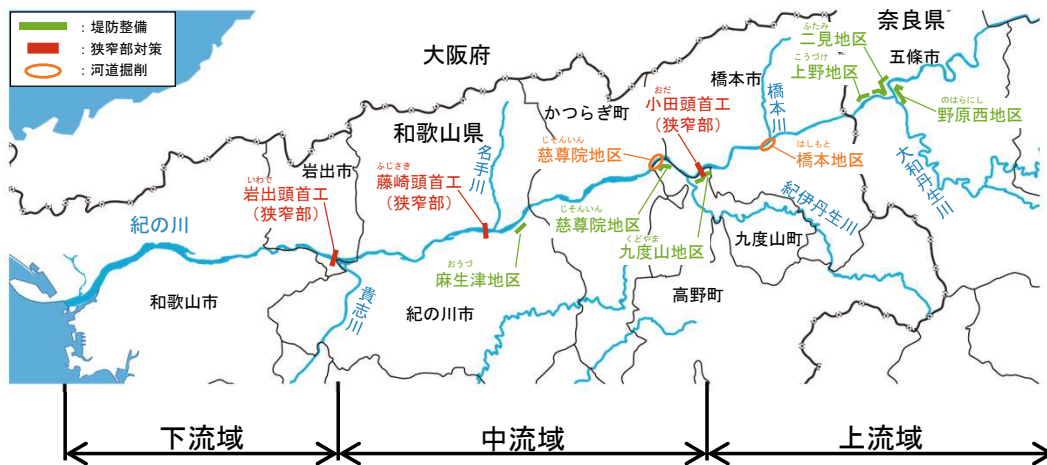 ：堤防整備
：狭窄部対策
：河道掘削
大阪府
奈良県
ふたみ
二見地区
五條市
こうづけ
上野地区
のはらにし
野原西地区
橋本市
橋本川
おだ
小田頭首工
（狭窄部）
かつらぎ町
じそんいん
慈尊院地区
はしもと
橋本地区
和歌山県
名手川
岩出市
ふじさき
藤崎頭首工
（狭窄部）
いわで
岩出頭首工
（狭窄部）
紀の川
大和丹生川
紀伊丹生川
じそんいん
慈尊院地区
くどやま
九度山地区
九度山町
おうづ
麻生津地区
高野町
和歌山市
貴志川
紀の川市
下流域
中流域
上流域